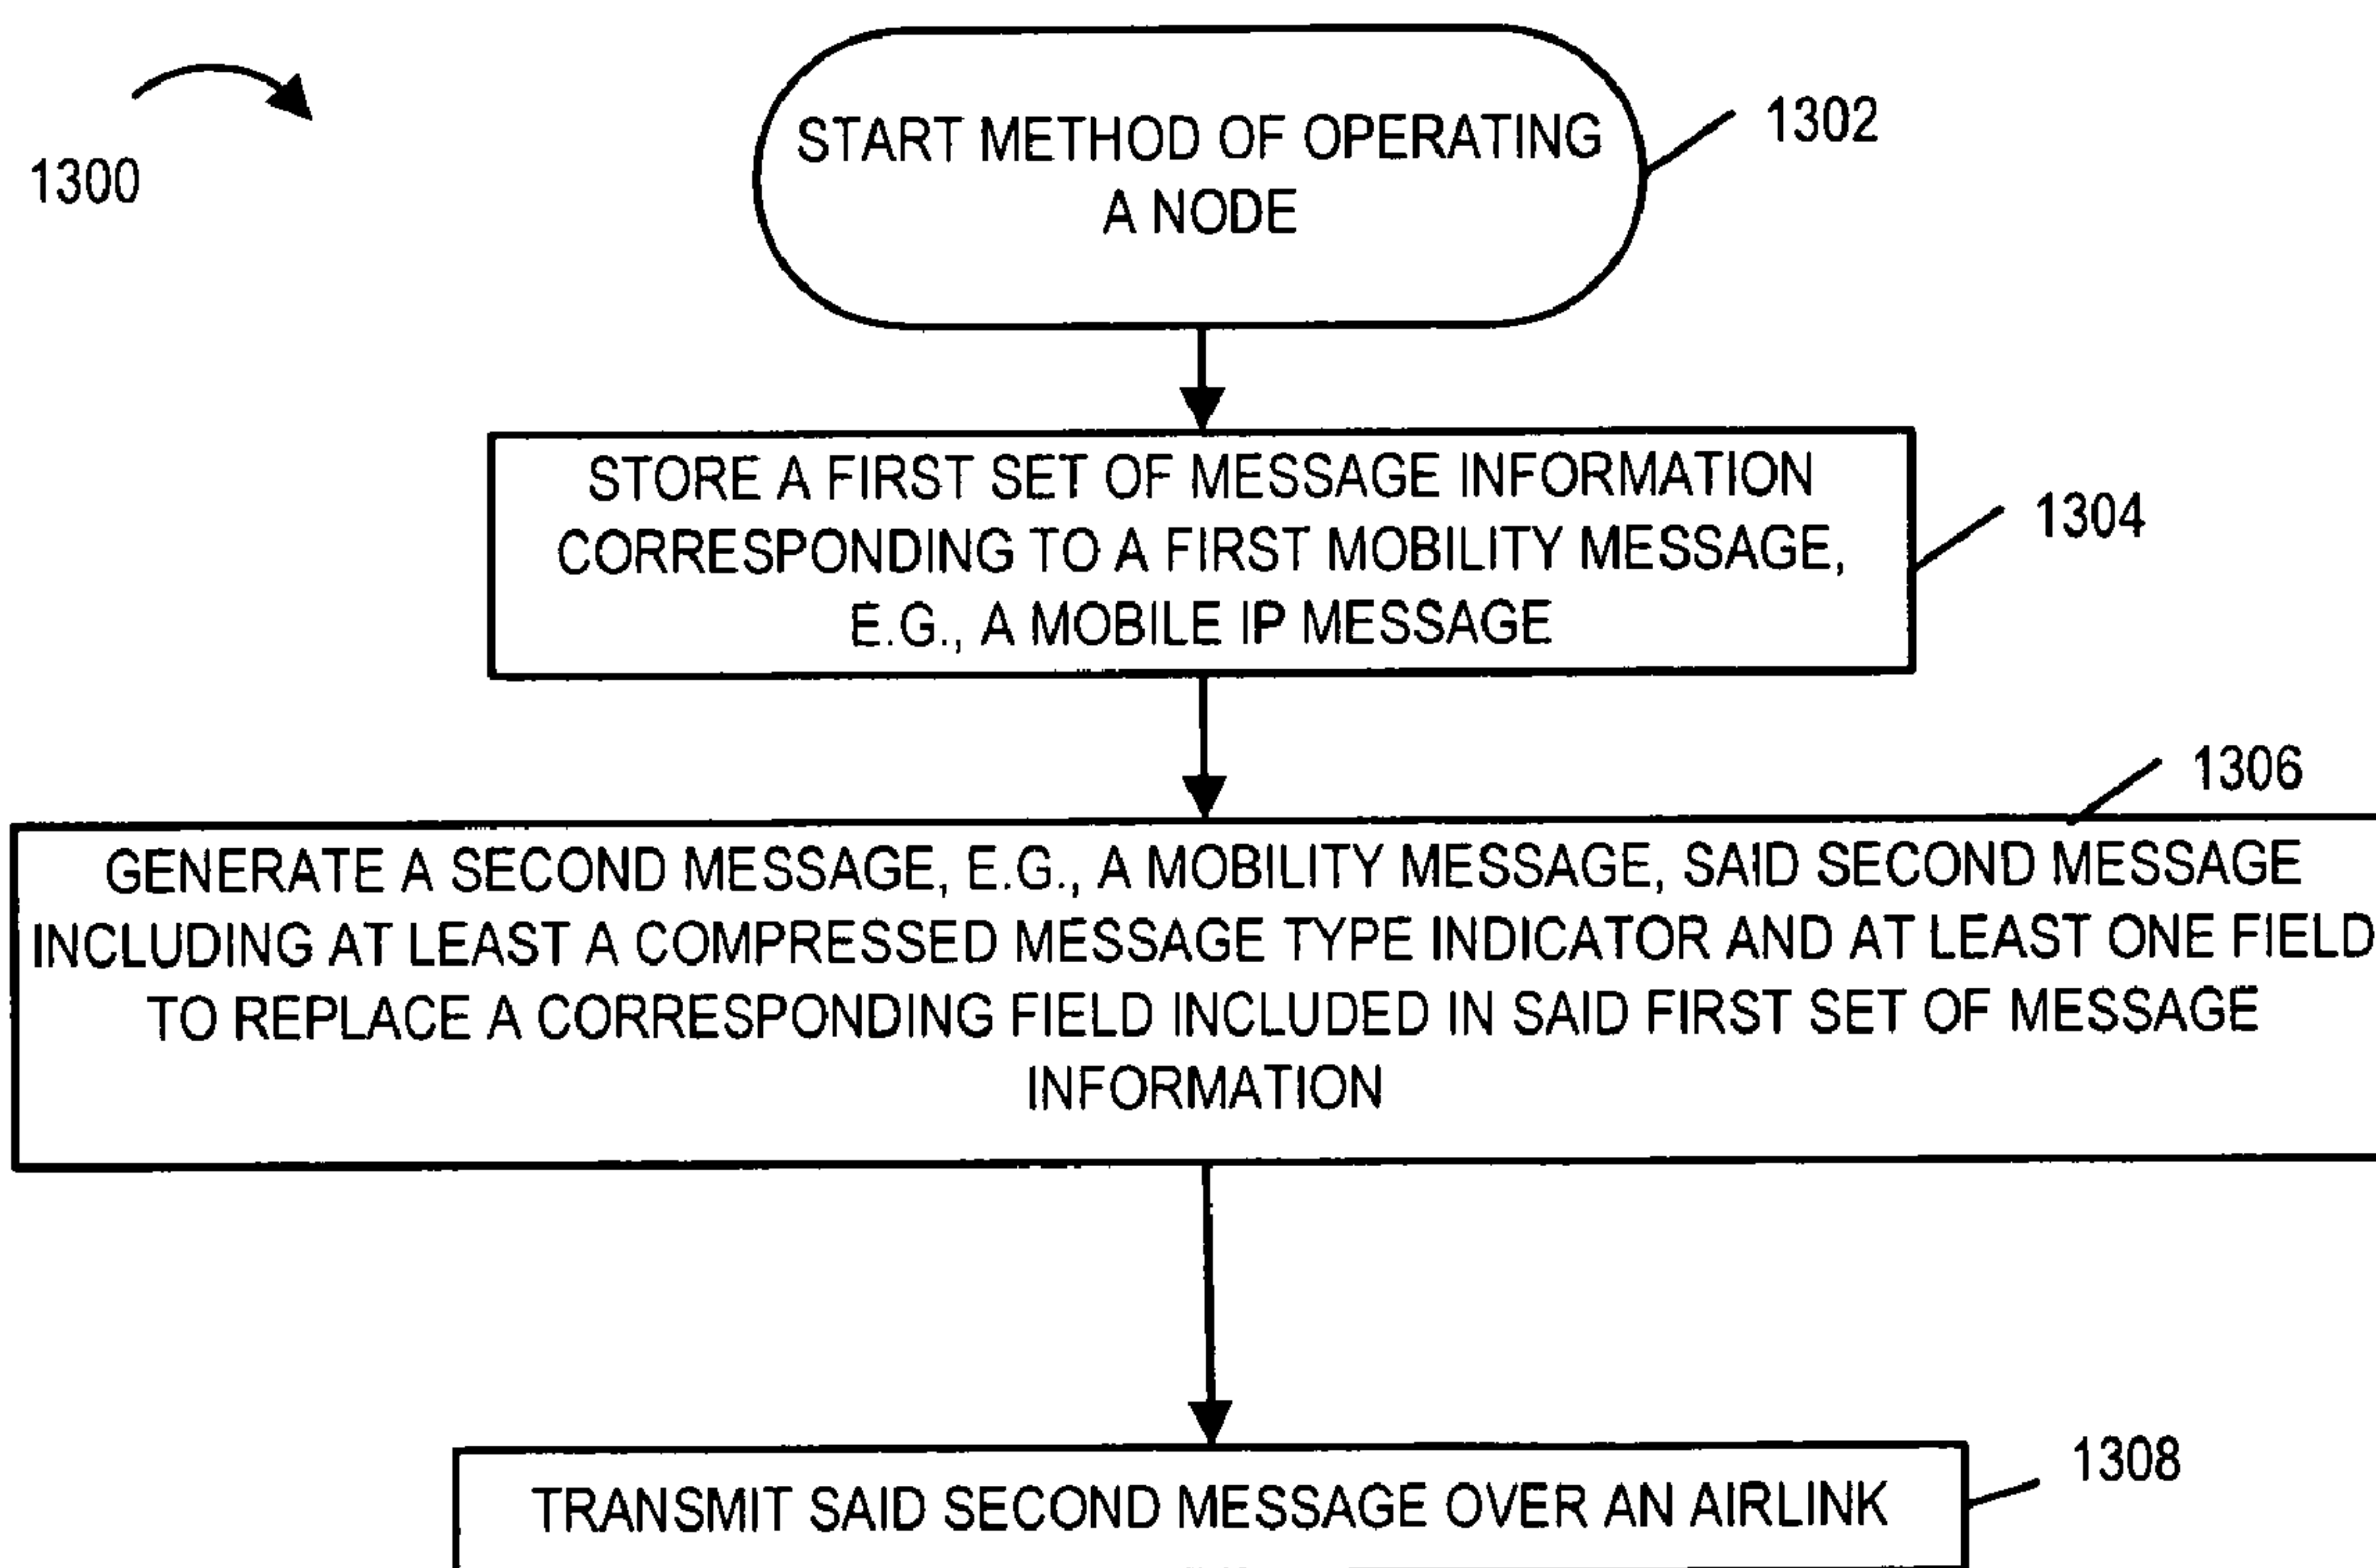 1300
START METHOD OF OPERATING
A NODE
1302
STORE A FIRST SET OF MESSAGE INFORMATION
CORRESPONDING TO A FIRST MOBILITY MESSAGE,
E.G., A MOBILE IP MESSAGE
1304
1306
GENERATE A SECOND MESSAGE, E.G., A MOBILITY MESSAGE, SAID SECOND MESSAGE
INCLUDING AT LEAST A COMPRESSED MESSAGE TYPE INDICATOR AND AT LEAST ONE FIELD
TO REPLACE A CORRESPONDING FIELD INCLUDED IN SAID FIRST SET OF MESSAGE
INFORMATION
1308
TRANSMIT SAID SECOND MESSAGE OVER AN AIRLINK